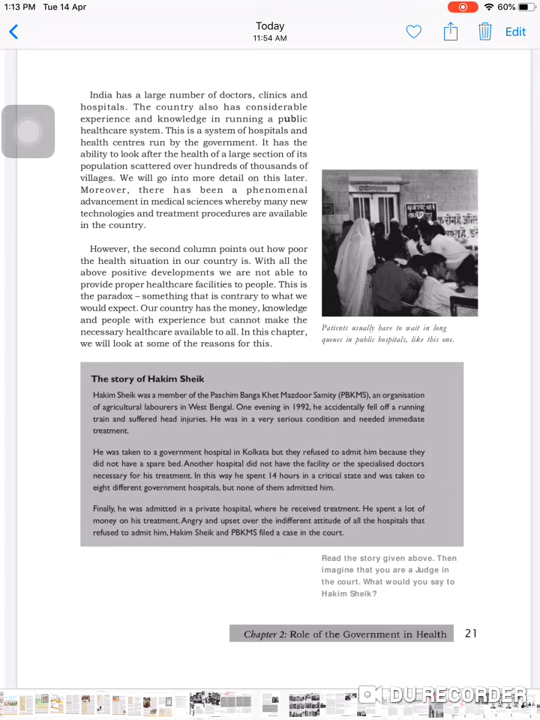 1:13 PM Tue 14 Apr
60%
Today
11:54 AM
Edit
India has a large number of doctors, clinics and
hospitals. The country also has considerable
experience and knowledge in running a public
healthcare system. This is a system of hospitals and
health centres run by the government. It has the
ability to look after the health of a large section of its
population scattered over hundreds of thousands of
villages. We will go into more detail on this later.
Moreover, there has been a phenomenal
advancement in medical sciences whereby many new
technologies and treatment procedures are available
in the country.
However, the second column points out how poor
the health situation in our country is. With all the
above positive developments we are not able to
provide proper healthcare facilities to people. This is
the paradox – something that is contrary to what we
would expect. Our country has the money, knowledge
and people with experience but cannot make the
necessary healthcare available to all. In this chapter,
we will look at some of the reasons for this.
Patients usually have to wait in long
queues in public hospitals, like this one.
The story of Hakim Sheik
Hakim Sheik was a member of the Paschim Banga Khet Mazdoor Samity (PBKMS), an organisation
of agricultural labourers in West Bengal. One evening in 1992, he accidentally fell off a running
train and suffered head injuries. He was in a very serious condition and needed immediate
treatment.
He was taken to a government hospital in Kolkata but they refused to admit him because they
did not have a spare bed. Another hospital did not have the facility or the specialised doctors
necessary for his treatment. In this way he spent 14 hours in a critical state and was taken to
eight different government hospitals, but none of them admitted him.
Finally, he was admitted in a private hospital, where he received treatment. He spent a lot of
money on his treatment. Angry and upset over the indifferent attitude of all the hospitals that
refused to admit him, Hakim Sheik and PBKMS filed a case in the court.
Read the story given above. Then
imagine that you are a Judge in
the court. What would you say to
Hakim Sheik?
Chapter 2: Role of the Government in Health 21
DU RECORDER